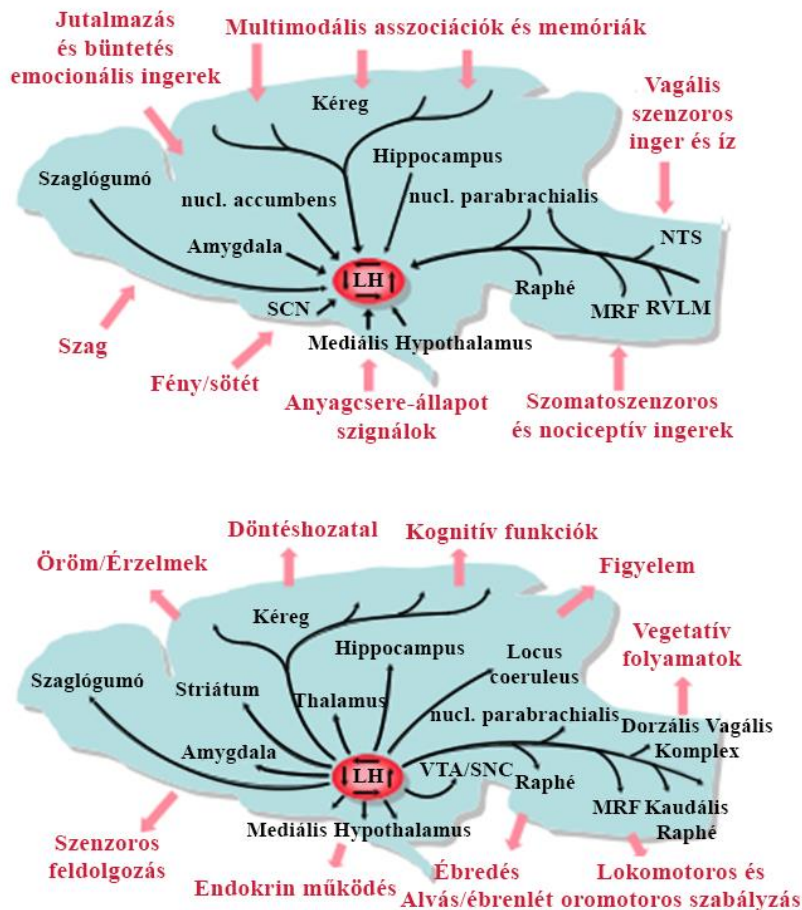 Jutalmazás
és büntetés
emocionális ingerek
Multimodális asszociációk és memóriák
Vagális
szenzoros
inger és íz
Kéreg
Szaglógumó
Hippocampus
nucl. accumbens
nucl. parabrachialis
Amygdala
NTS
LH
SCN
Raphé
MRF
RVLM
Mediális Hypothalamus
Szag
Fény/sötét
Anyagcsere-állapot
szignálok
Szomatoszenzoros
és nociceptív ingerek
Döntéshozatal
Kognitív funkciók
Öröm/Érzelmek
Figyelem
Vegetatív
folyamatok
Kéreg
Hippocampus
Locus
coeruleus
Szaglógumó
Striátum
Thalamus
nucl. parabrachialis
Dorzális Vagális
Komplex
Amygdala
LH
VTA/SNC
Raphé
MRF
Kaudális
Raphé
Mediális Hypothalamus
Szenzoros
feldolgozás
Endokrin működés
Ébredés
Alvás/ébrenlét
Lokomotoros és
oromotoros szabályzás